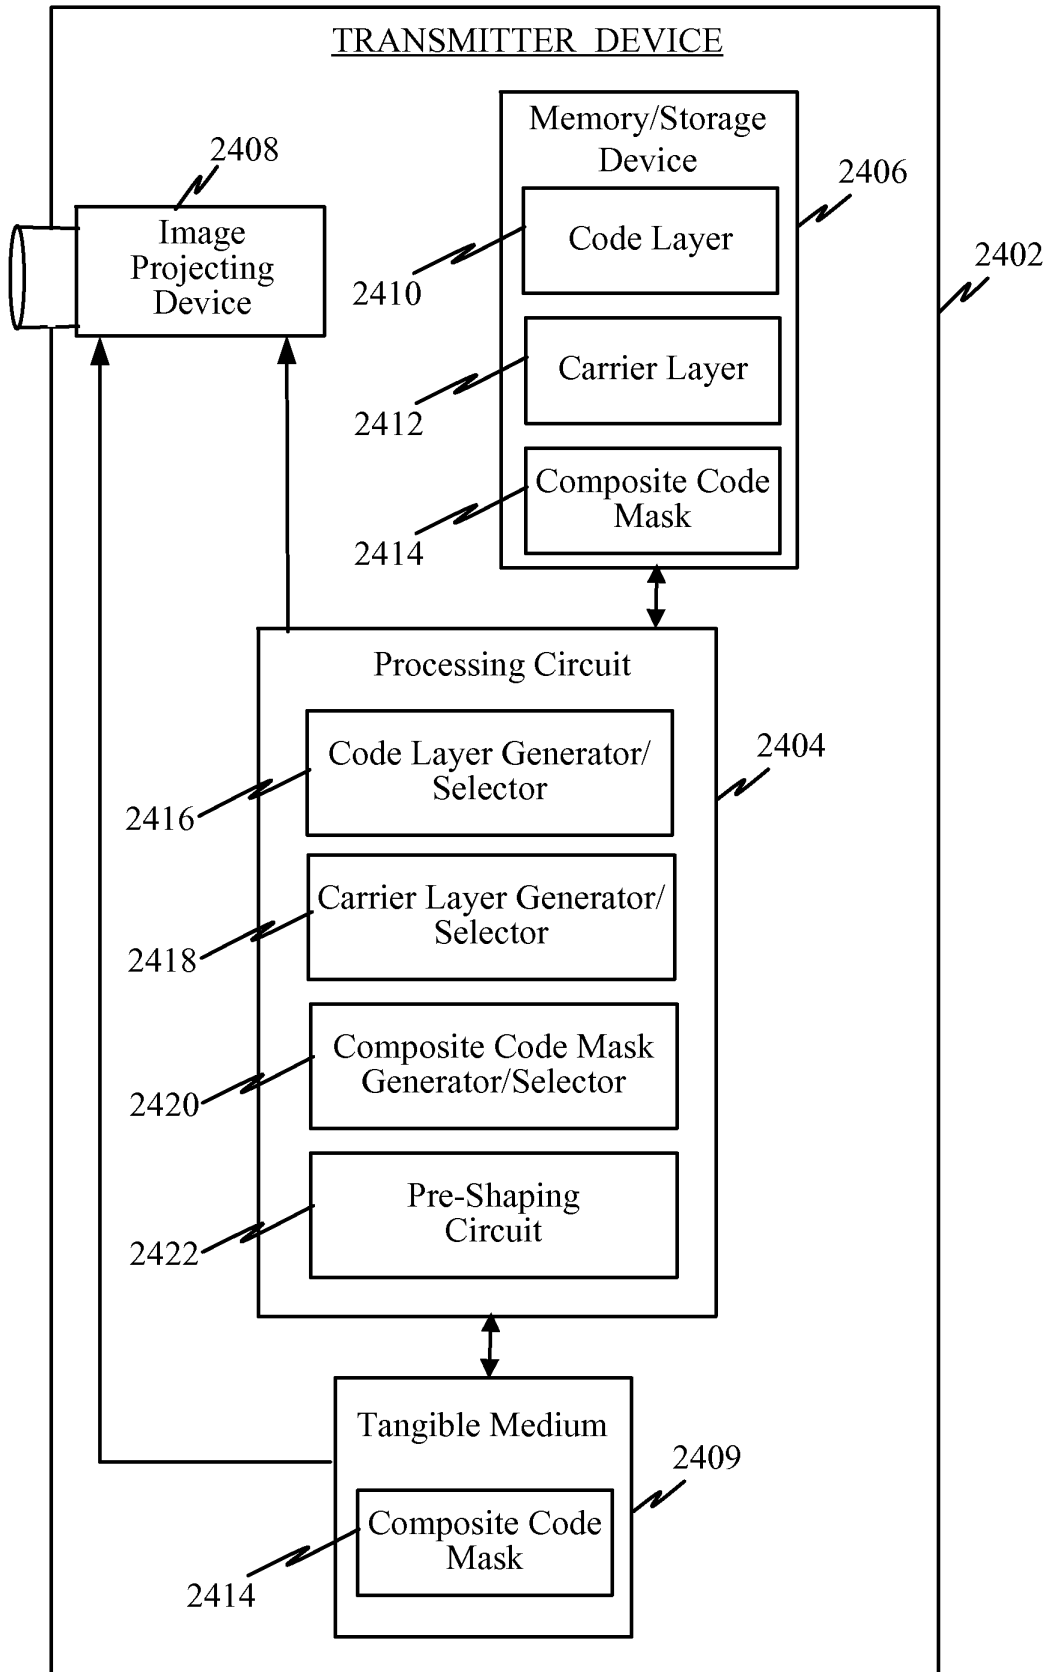 TRANSMITTER DEVICE
Memory/Storage
Device
2408
2406
Image
Projecting
Device
Code Layer
2402
2410
Carrier Layer
2412
Composite Code
Mask
2414
Processing Circuit
Code Layer Generator/
Selector
2404
2416
Carrier Layer Generator/
Selector
2418
Composite Code Mask
Generator/Selector
2420
Pre-Shaping
Circuit
2422
Tangible Medium
2409
Composite Code
Mask
2414